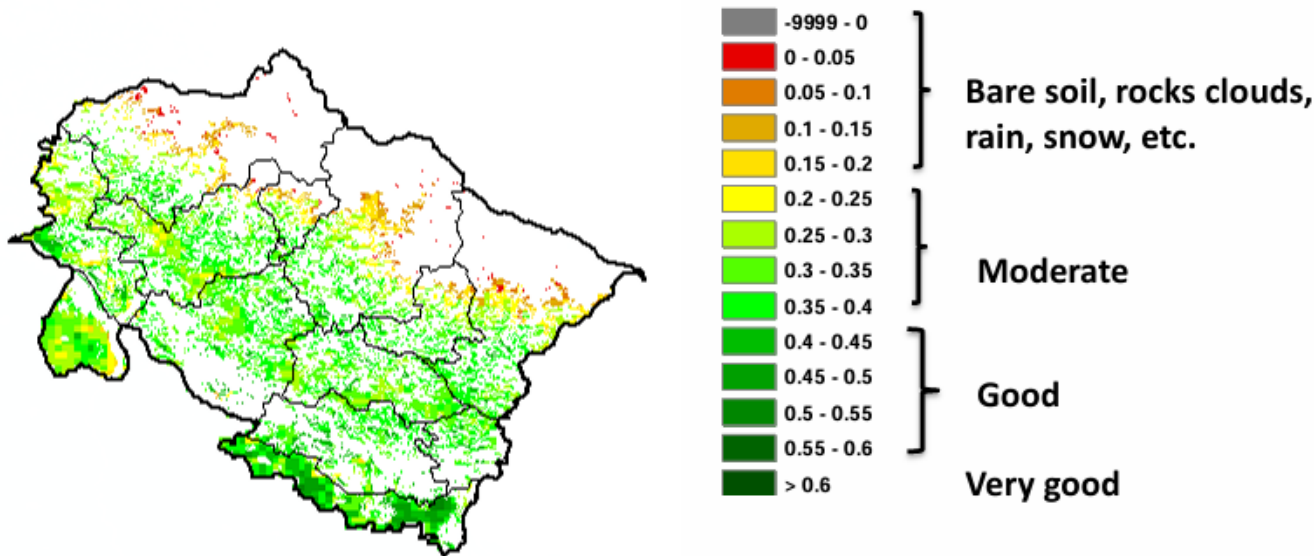 -9999 - 0
0 - 0.05
0.05 - 0.1
0.1 - 0.15
0.15 - 0.2
0.2 - 0.25
0.25 - 0.3
0.3 - 0.35
0.35 - 0.4
0.4 - 0.45
0.45 - 0.5
0.5 - 0.55
0.55 - 0.6
> 0.6
Bare soil, rocks clouds,
rain, snow, etc.
Moderate
Good
Very good